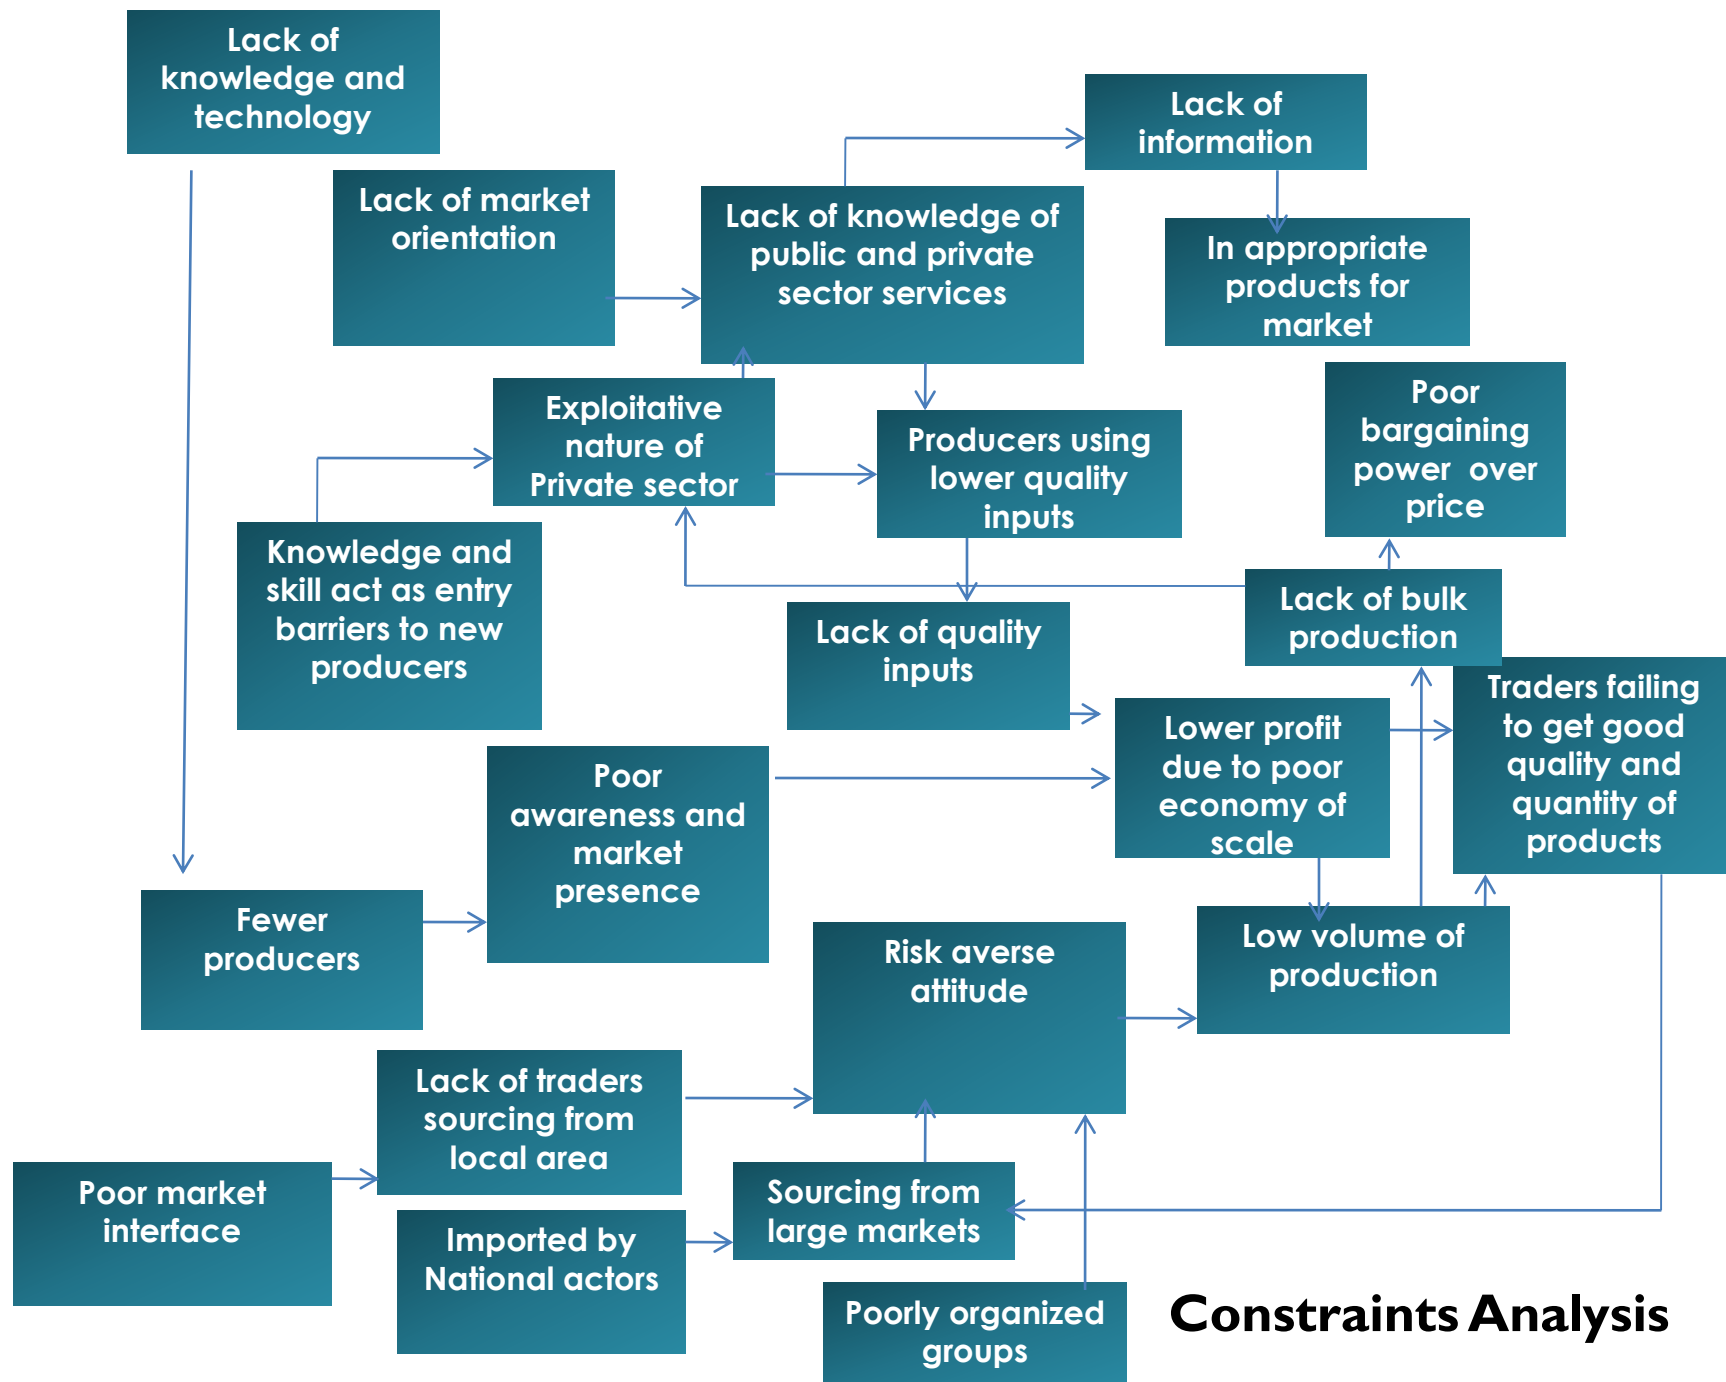 Lack of
knowledge and
technology
Lack of
information
Lack of market
orientation
Lack of knowledge of
public and private
sector services
In appropriate
products for
market
Exploitative
nature of
Private sector
Producers using
lower quality
inputs
Poor
bargaining
power over
price
Knowledge and
skill act as entry
barriers to new
producers
Lack of quality
inputs
Lack of bulk
production
Traders failing
to get good
quality and
quantity of
products
Lower profit
due to poor
economy of
scale
Poor
awareness and
market
presence
Fewer
producers
Risk averse
attitude
Low volume of
production
Lack of traders
sourcing from
local area
Poor market
interface
Sourcing from
large markets
Imported by
National actors
Poorly organized
groups
Constraints Analysis